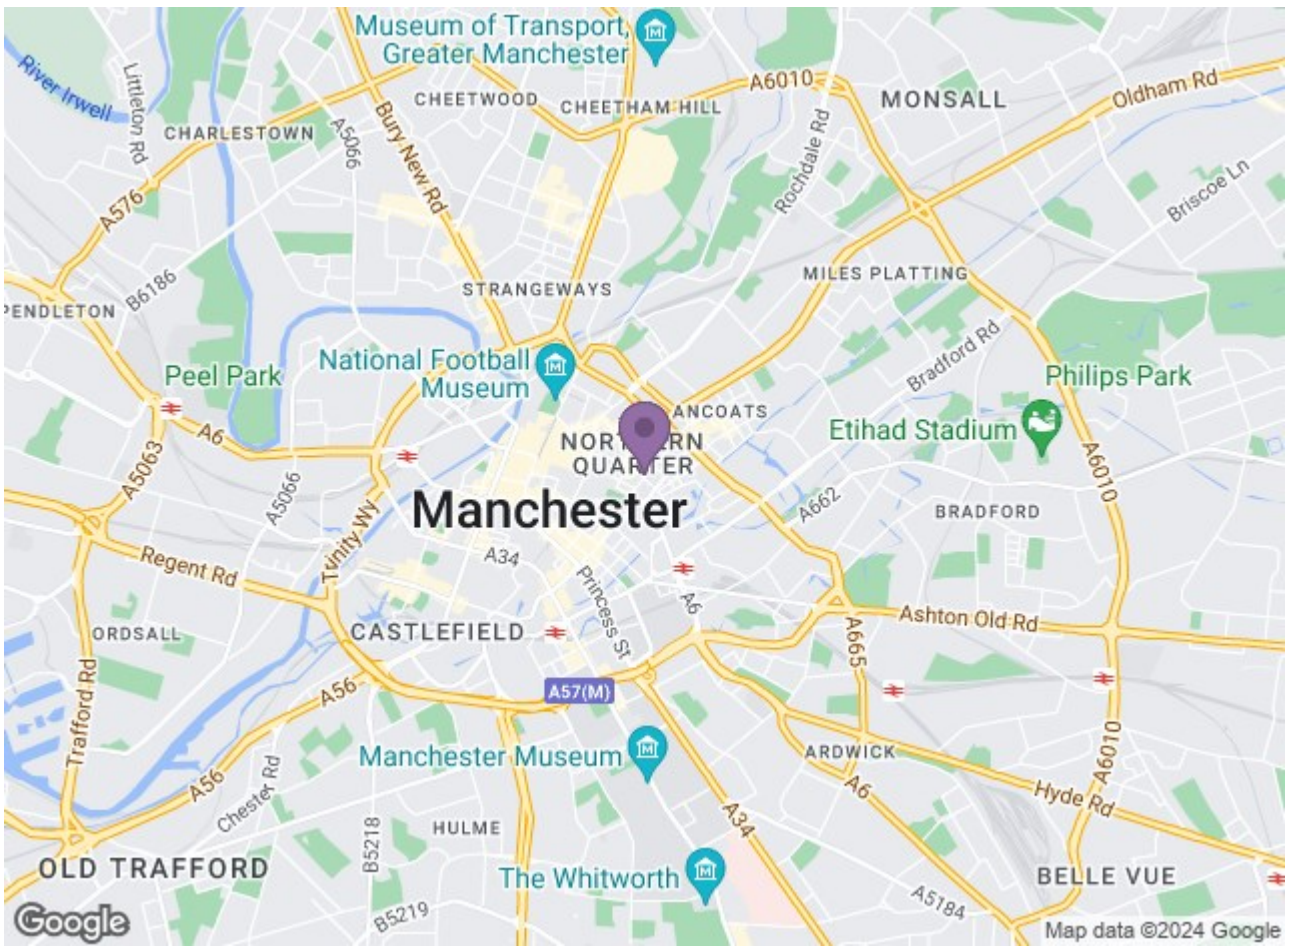 Museum of Transport,
Greater Manchester
River Irwell
Littleton Rd
CHEETWOOD
CHEETHAM HILL
A6010
MONSALL
Oldham Rd
CHARLESTOWN
A5066
Bury New Rd
Rochdale Rd
Briscoe Ln
A576
B6186
STRANGEWAYS
MILES PLATTING
PENDLETON
National Football
Museum
Peel Park
Bradford Rd
Philips Park
ANCOATS
Etihad Stadium
A6
NORTHERN
QUARTER
A5063
A5066
A6010
Manchester
A662
BRADFORD
Trinity Wy
Regent Rd
A34
Princess St
A6
Ashton Old Rd
ORDSALL
CASTLEFIELD
A665
Trafford Rd
A56
A57(M)
Manchester Museum
ARDWICK
A6010
A56
Chester Rd
A6
Hyde Rd
B5218
HULME
A34
OLD TRAFFORD
The Whitworth
BELLE VUE
B5219
A5184
Google
Map data ©2024 Google